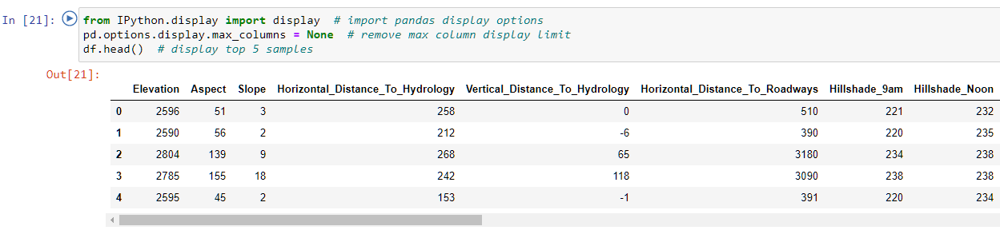 In [21]: from IPython.display import display  # import pandas display options
pd.options.display.max_columns = None  # remove max column display limit
df.head()  # display top 5 samples
Out[21]:
Elevation Aspect Slope Horizontal_Distance_To_Hydrology Vertical_Distance_To_Hydrology Horizontal_Distance_To_Roadways Hillshade_9am Hillshade_Noon
0 2596 51 3 258 0 510 221 232
1 2590 56 2 212 -6 390 220 235
2 2804 139 9 268 65 3180 234 238
3 2785 155 18 242 118 3090 238 238
4 2595 45 2 153 -1 391 220 234